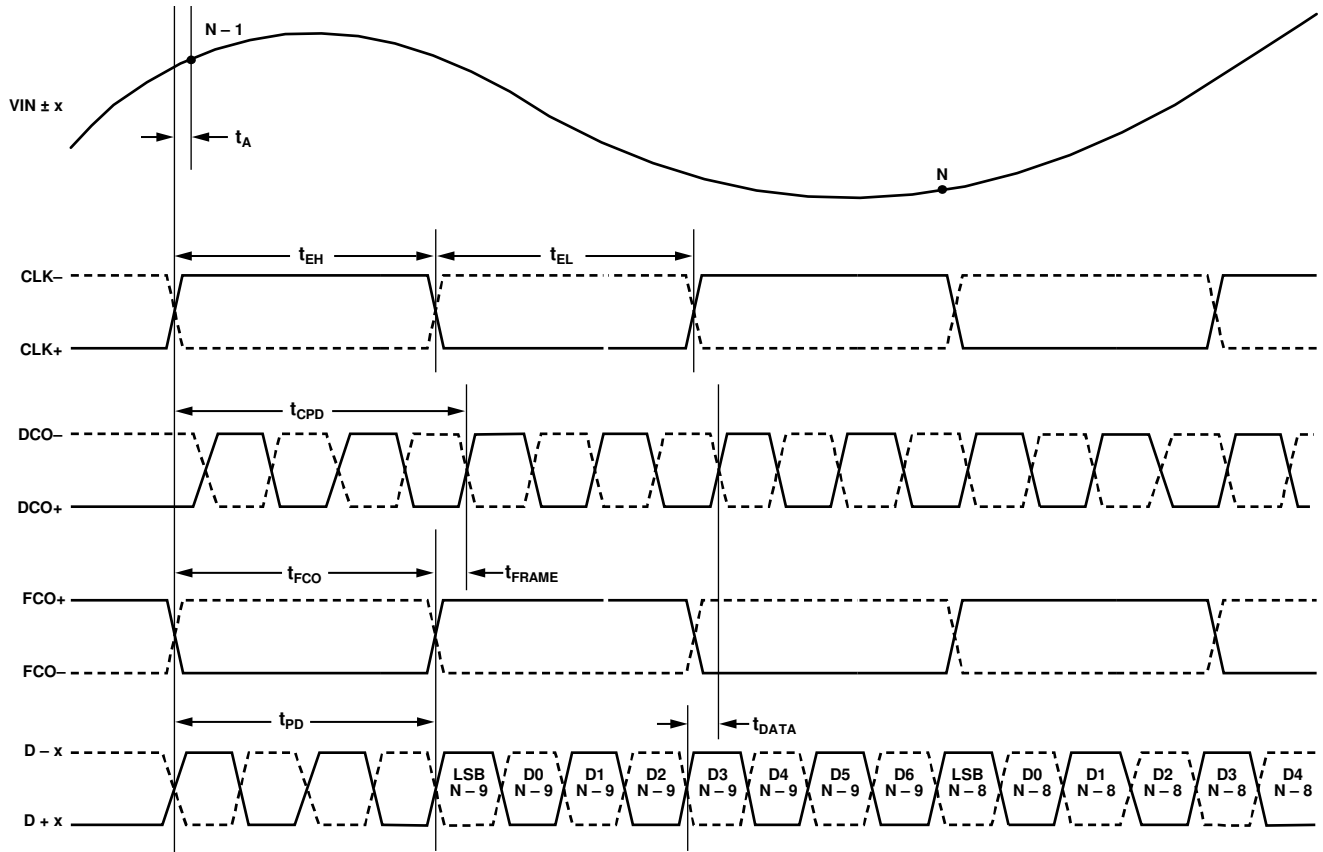 N – 1
VIN ± x
tA
N
tEH
tEL
CLK–
CLK+
tCPD
DCO–
DCO+
tFCO
tFRAME
FCO+
FCO–
tPD
tDATA
D – x
LSB D0 D1 D2 D3 D4 D5 D6 LSB D0 D1 D2 D3 D4
N – 9 N – 9 N – 9 N – 9 N – 9 N – 9 N – 9 N – 9 N – 8 N – 8 N – 8 N – 8 N – 8 N – 8
D + x